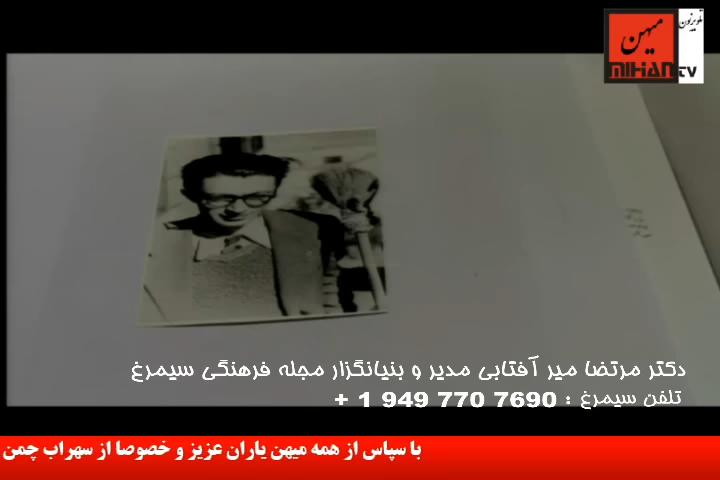 تلویزیون
میهن
MIHAN TV
دکتر مرتضا میر آفتابی مدیر و بنیانگزار مجله فرهنگی سیمرغ
تلفن سیمرغ : 7690 770 949 1 +
با سپاس از همه میهن یاران عزیز و خصوصا از سهراب چمن